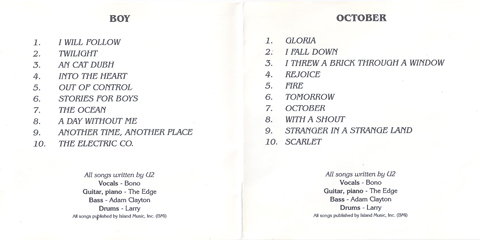 BOY
1. I WILL FOLLOW
2. TWILIGHT
3. AN CAT DUBH
4. INTO THE HEART
5. OUT OF CONTROL
6. STORIES FOR BOYS
7. THE OCEAN
8. A DAY WITHOUT ME
9. ANOTHER TIME, ANOTHER PLACE
10. THE ELECTRIC CO.
All songs written by U2
Vocals - Bono
Guitar, piano - The Edge
Bass - Adam Clayton
Drums - Larry
All songs published by Island Music, Inc. (BMI)
OCTOBER
1. GLORIA
2. I FALL DOWN
3. I THREW A BRICK THROUGH A WINDOW
4. REJOICE
5. FIRE
6. TOMORROW
7. OCTOBER
8. WITH A SHOUT
9. STRANGER IN A STRANGE LAND
10. SCARLET
All songs written by U2
Vocals - Bono
Guitar, piano - The Edge
Bass - Adam Clayton
Drums - Larry
All songs published by Island Music, Inc. (BMI)